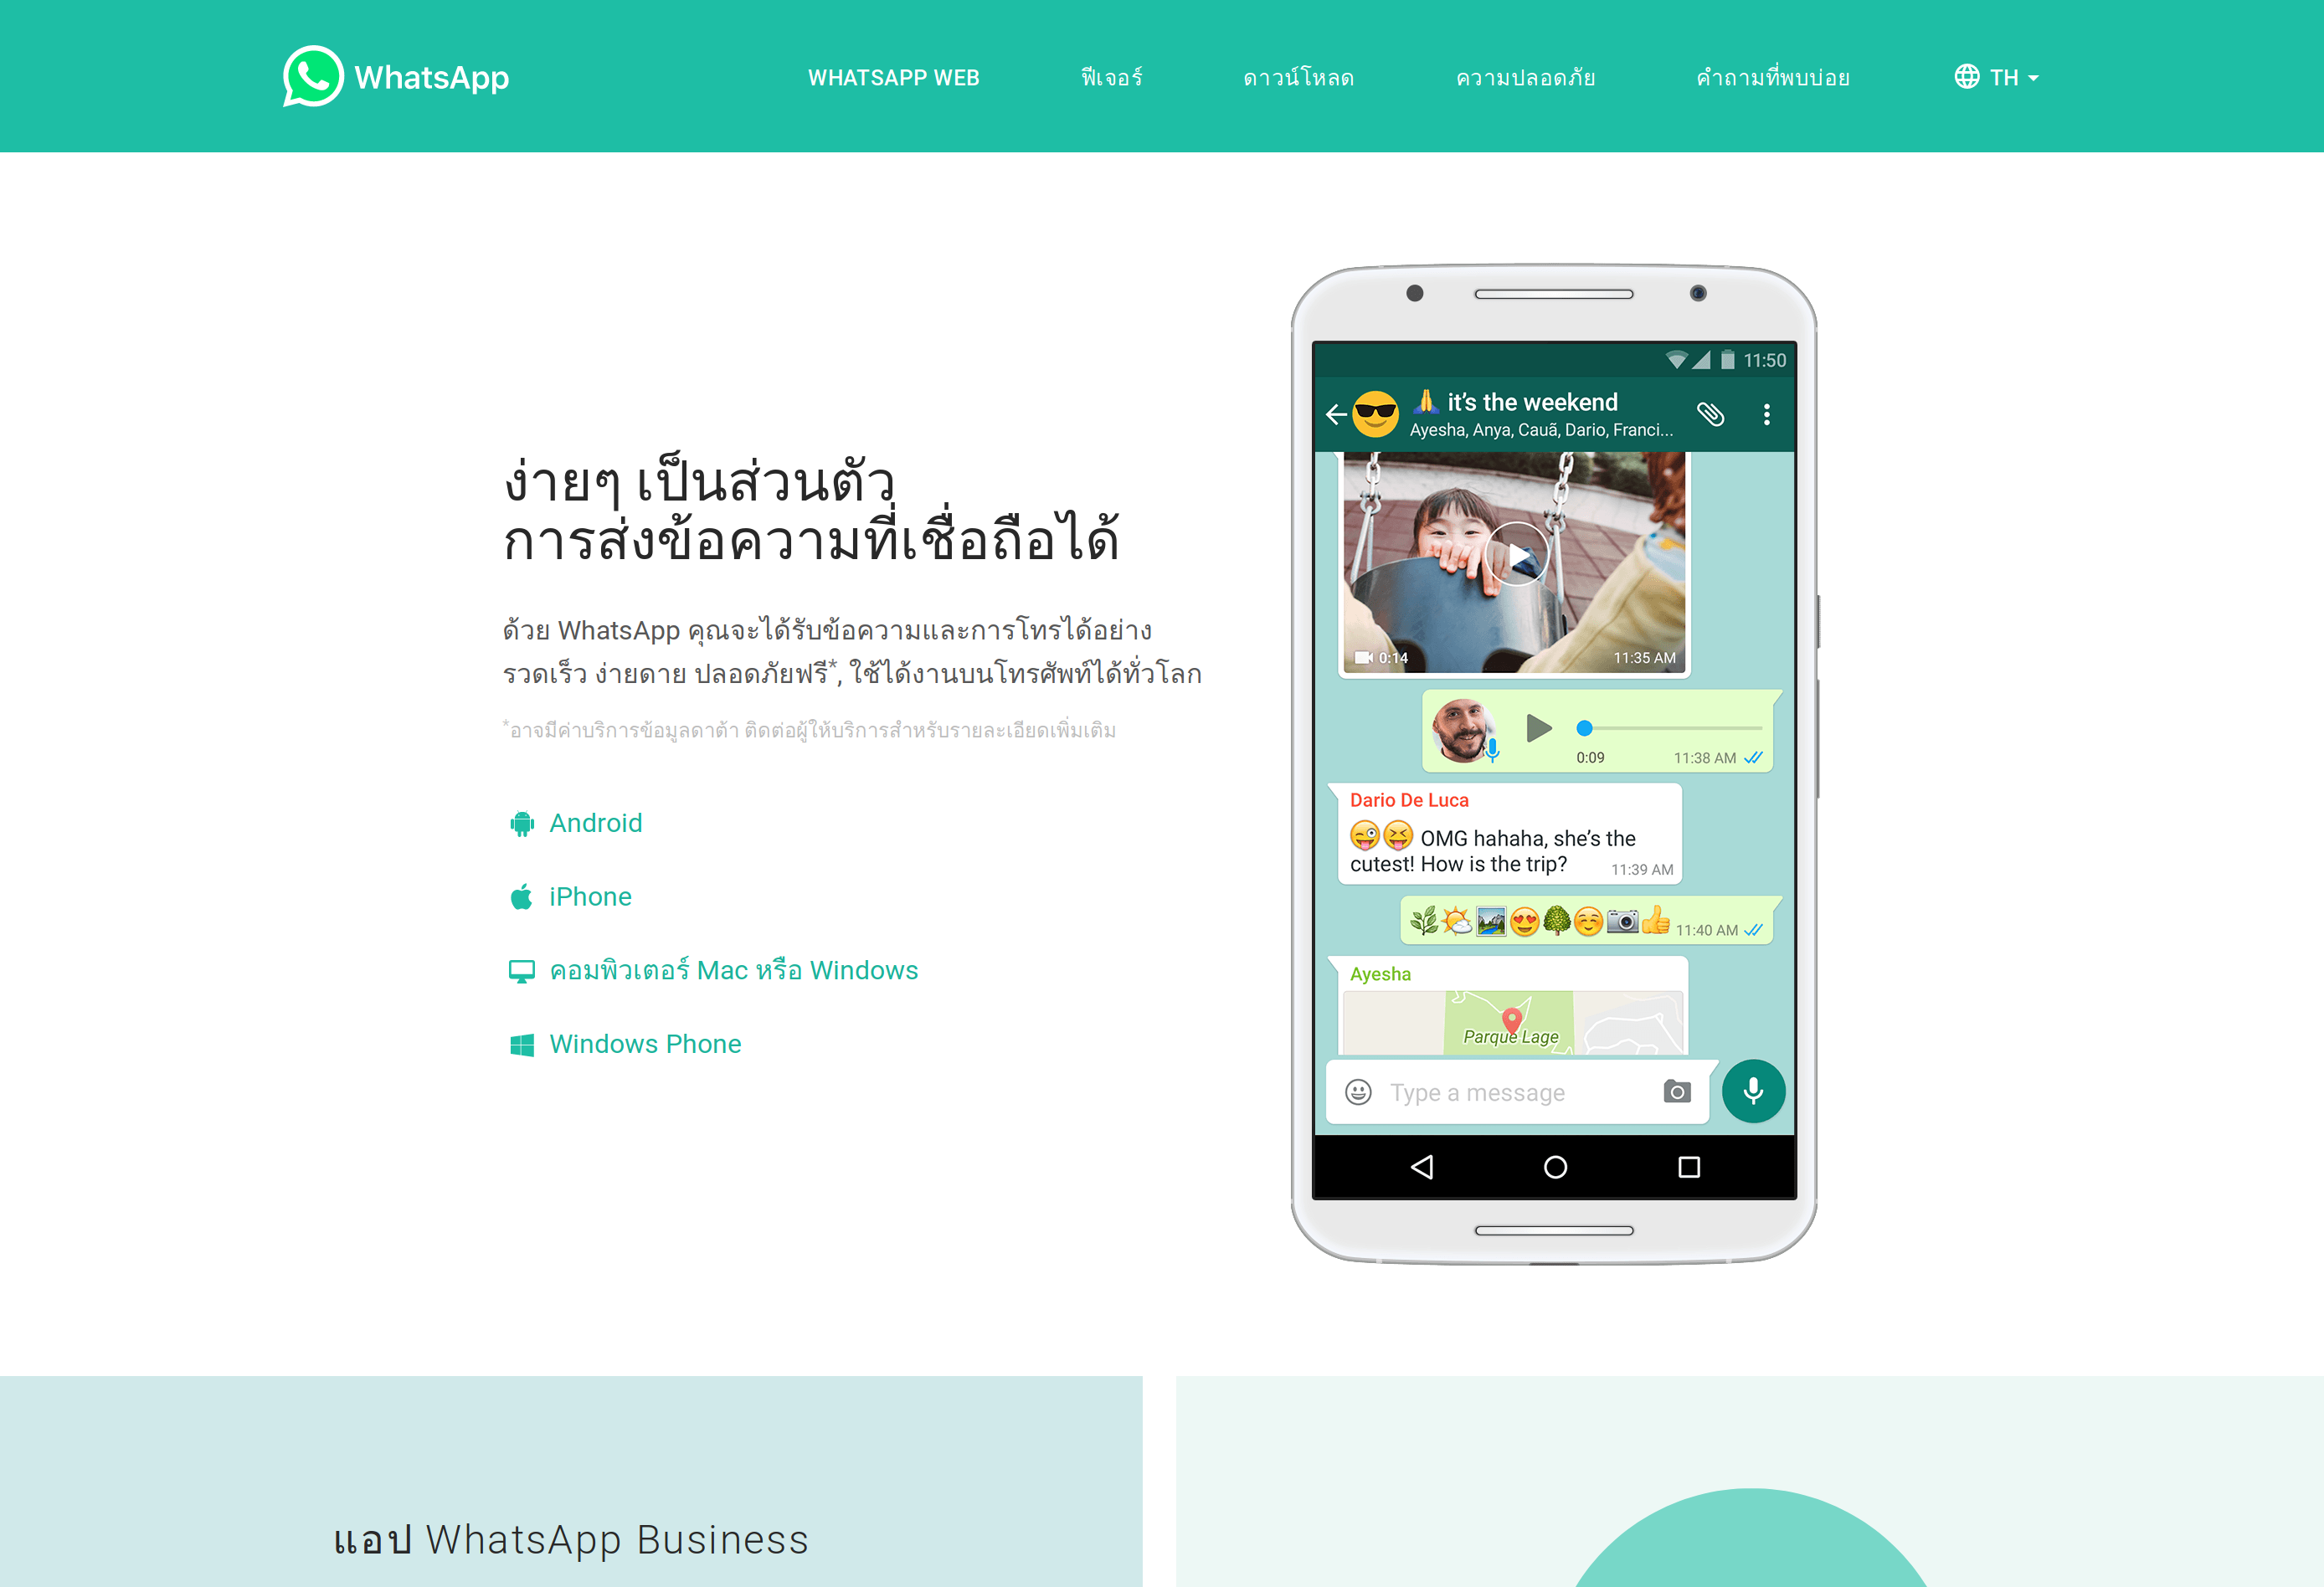 WhatsApp
WHATSAPP WEB
ฟีเจอร์
ดาวน์โหลด
ความปลอดภัย
คำถามที่พบบ่อย
TH
ง่ายๆ เป็นส่วนตัว
การส่งข้อความที่เชื่อถือได้
ด้วย WhatsApp คุณจะได้รับข้อความและการโทรได้อย่าง
รวดเร็ว ง่ายดาย ปลอดภัยฟรี*, ใช้ได้งานบนโทรศัพท์ได้ทั่วโลก
*อาจมีค่าบริการข้อมูลดาต้า ติดต่อผู้ให้บริการสำหรับรายละเอียดเพิ่มเติม
Android
iPhone
คอมพิวเตอร์ Mac หรือ Windows
Windows Phone
11:50
🙏 it's the weekend
Ayesha, Anya, Cauã, Dario, Franci...
0:14
11:35 AM
0:09
11:38 AM
Dario De Luca
😜😝 OMG hahaha, she's the
cutest! How is the trip?
11:39 AM
🌿🌤🏞😍🌳☺️📷👍 11:40 AM
Ayesha
Parque Lage
Type a message
แอป WhatsApp Business